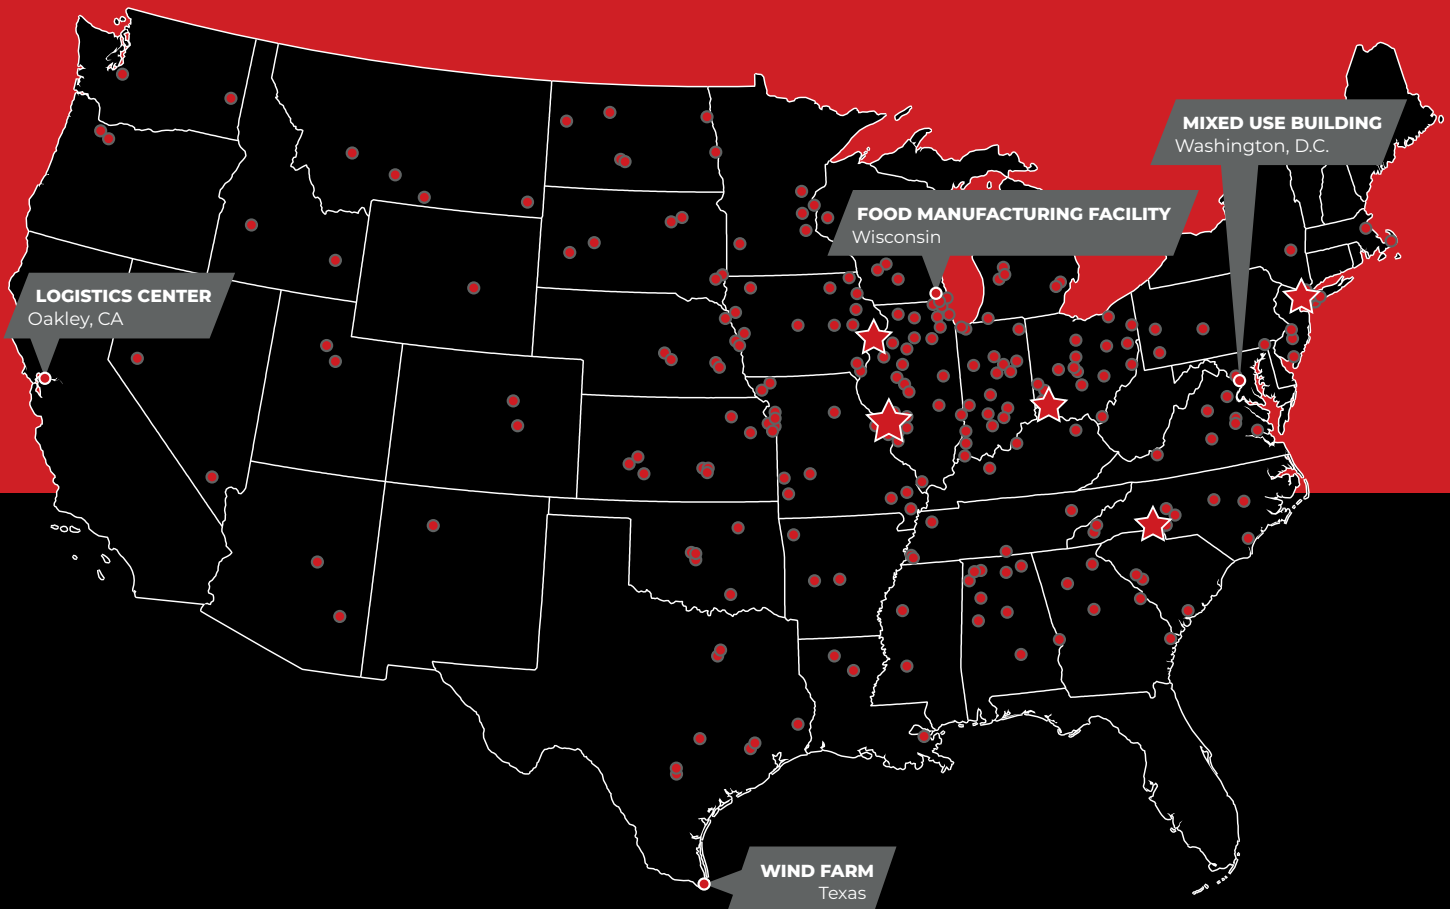 MIXED USE BUILDING
Washington, D.C.
FOOD MANUFACTURING FACILITY
Wisconsin
LOGISTICS CENTER
Oakley, CA
WIND FARM
Texas